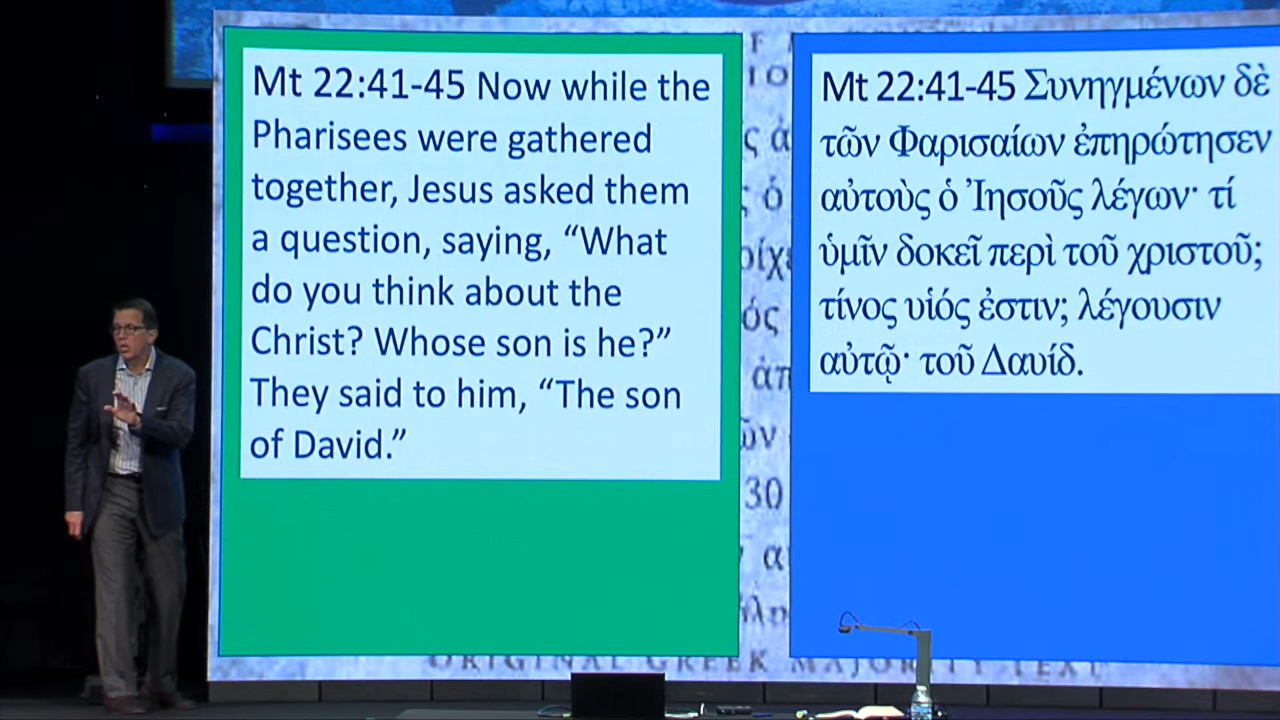 Mt 22:41-45 Now while the
Pharisees were gathered
together, Jesus asked them
a question, saying, “What
do you think about the
Christ? Whose son is he?”
They said to him, “The son
of David.”
Mt 22:41-45 Συνηγμένων δὲ
τῶν Φαρισαίων ἐπηρώτησεν
αὐτοὺς ὁ Ἰησοῦς λέγων· τί
ὑμῖν δοκεῖ περὶ τοῦ χριστοῦ;
τίνος υἱός ἐστιν; λέγουσιν
αὐτῷ· τοῦ Δαυίδ.
30
ORIGINAL GREEK MAJORITY TEXT